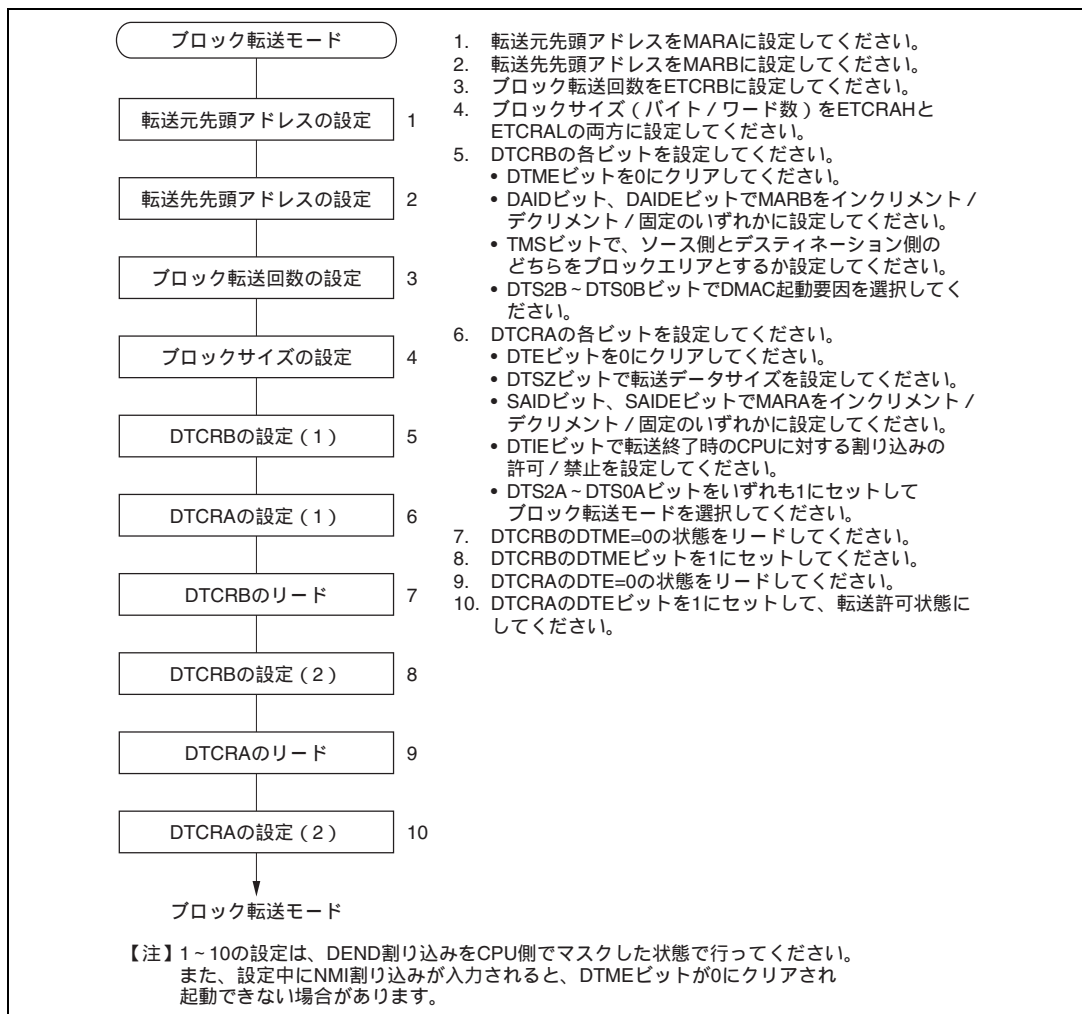 ブロック転送モード
転送元先頭アドレスの設定 1
転送先先頭アドレスの設定 2
ブロック転送回数の設定 3
ブロックサイズの設定 4
DTCRBの設定（1） 5
DTCRAの設定（1） 6
DTCRBのリード 7
DTCRBの設定（2） 8
DTCRAのリード 9
DTCRAの設定（2） 10
ブロック転送モード
1. 転送元先頭アドレスをMARAに設定してください。
2. 転送先先頭アドレスをMARBに設定してください。
3. ブロック転送回数をETCRBに設定してください。
4. ブロックサイズ（バイト／ワード数）をETCRAHと
ETCRALの両方に設定してください。
5. DTCRBの各ビットを設定してください。
• DTMEビットを0にクリアしてください。
• DAIDビット、DAIDEビットでMARBをインクリメント／
デクリメント／固定のいずれかに設定してください。
• TMSビットで、ソース側とデスティネーション側の
どちらをブロックエリアとするか設定してください。
• DTS2B～DTS0BビットでDMAC起動要因を選択してく
ださい。
6. DTCRAの各ビットを設定してください。
• DTEビットを0にクリアしてください。
• DTSZビットで転送データサイズを設定してください。
• SAIDビット、SAIDEビットでMARAをインクリメント／
デクリメント／固定のいずれかに設定してください。
• DTIEビットで転送終了時のCPUに対する割り込みの
許可／禁止を設定してください。
• DTS2A～DTS0Aビットをいずれも1にセットして
ブロック転送モードを選択してください。
7. DTCRBのDTME=0の状態をリードしてください。
8. DTCRBのDTMEビットを1にセットしてください。
9. DTCRAのDTE=0の状態をリードしてください。
10. DTCRAのDTEビットを1にセットして、転送許可状態に
してください。
【注】1～10の設定は、DEND割り込みをCPU側でマスクした状態で行ってください。
また、設定中にNMI割り込みが入力されると、DTMEビットが0にクリアされ
起動できない場合があります。